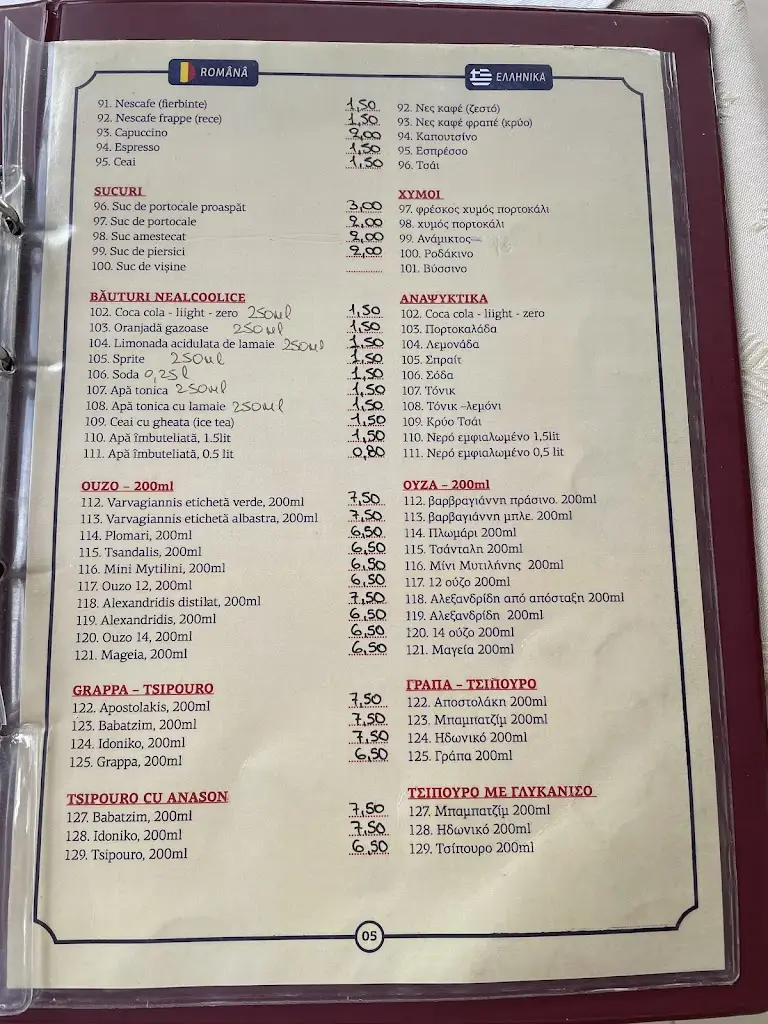 ROMÂNĂ
91. Nescafe (fierbinte) 1,50
92. Nescafe frappe (rece) 1,50
93. Capuccino 2,00
94. Espresso 1,50
95. Ceai 1,50
SUCURI
96. Suc de portocale proaspăt 3,00
97. Suc de portocale 2,00
98. Suc amestecat 2,00
99. Suc de piersici 2,00
100. Suc de vișine
BĂUTURI NEALCOOLICE
102. Coca cola - liight - zero 250ml 1,50
103. Oranjadă gazoase 250ml 1,50
104. Limonada acidulata de lamaie 250ml 1,50
105. Sprite 250ml 1,50
106. Soda 0,25l 1,50
107. Apă tonica 250ml 1,50
108. Apă tonica cu lamaie 250ml 1,50
109. Ceai cu gheata (ice tea) 1,50
110. Apă îmbuteliată, 1.5lit 1,50
111. Apă îmbuteliată, 0.5 lit 0,80
OUZO – 200ml
112. Varvagiannis etichetă verde, 200ml 7,50
113. Varvagiannis etichetă albastra, 200ml 7,50
114. Plomari, 200ml 6,50
115. Tsandalis, 200ml 6,50
116. Mini Mytilini, 200ml 6,50
117. Ouzo 12, 200ml 6,50
118. Alexandridis distilat, 200ml 7,50
119. Alexandridis, 200ml 6,50
120. Ouzo 14, 200ml 6,50
121. Mageia, 200ml 6,50
GRAPPA – TSIPOURO
122. Apostolakis, 200ml 7,50
123. Babatzim, 200ml 7,50
124. Idoniko, 200ml 7,50
125. Grappa, 200ml 6,50
TSIPOURO CU ANASON
127. Babatzim, 200ml 7,50
128. Idoniko, 200ml 7,50
129. Tsipouro, 200ml 6,50
ΕΛΛΗΝΙΚΑ
92. Νες καφέ (ζεστό)
93. Νες καφέ φραπέ (κρύο)
94. Καπουτσίνο
95. Εσπρέσσο
96. Τσάι
ΧΥΜΟΙ
97. φρέσκος χυμός πορτοκάλι
98. χυμός πορτοκάλι
99. Ανάμικτος
100. Ροδάκινο
101. Βύσσινο
ΑΝΑΨΥΚΤΙΚΑ
102. Coca cola - liight - zero
103. Πορτοκαλάδα
104. Λεμονάδα
105. Σπραίτ
106. Σόδα
107. Τόνικ
108. Τόνικ –λεμόνι
109. Κρύο Τσάι
110. Νερό εμφιαλωμένο 1,5lit
111. Νερό εμφιαλωμένο 0,5 lit
ΟΥΖΑ – 200ml
112. βαρβραγιάννη πράσινο. 200ml
113. βαρβαγιάννη μπλε. 200ml
114. Πλωμάρι 200ml
115. Τσάνταλη 200ml
116. Μίνι Μυτιλήνης 200ml
117. 12 ούζο 200ml
118. Αλεξανδρίδη από απόσταξη 200ml
119. Αλεξανδρίδη 200ml
120. 14 ούζο 200ml
121. Μαγεία 200ml
ΓΡΑΠΑ – ΤΣΙΠΟΥΡΟ
122. Αποστολάκη 200ml
123. Μπαμπατζίμ 200ml
124. Ηδωνικό 200ml
125. Γράπα 200ml
ΤΣΙΠΟΥΡΟ ΜΕ ΓΛΥΚΑΝΙΣΟ
127. Μπαμπατζίμ 200ml
128. Ηδωνικό 200ml
129. Τσίπουρο 200ml
05